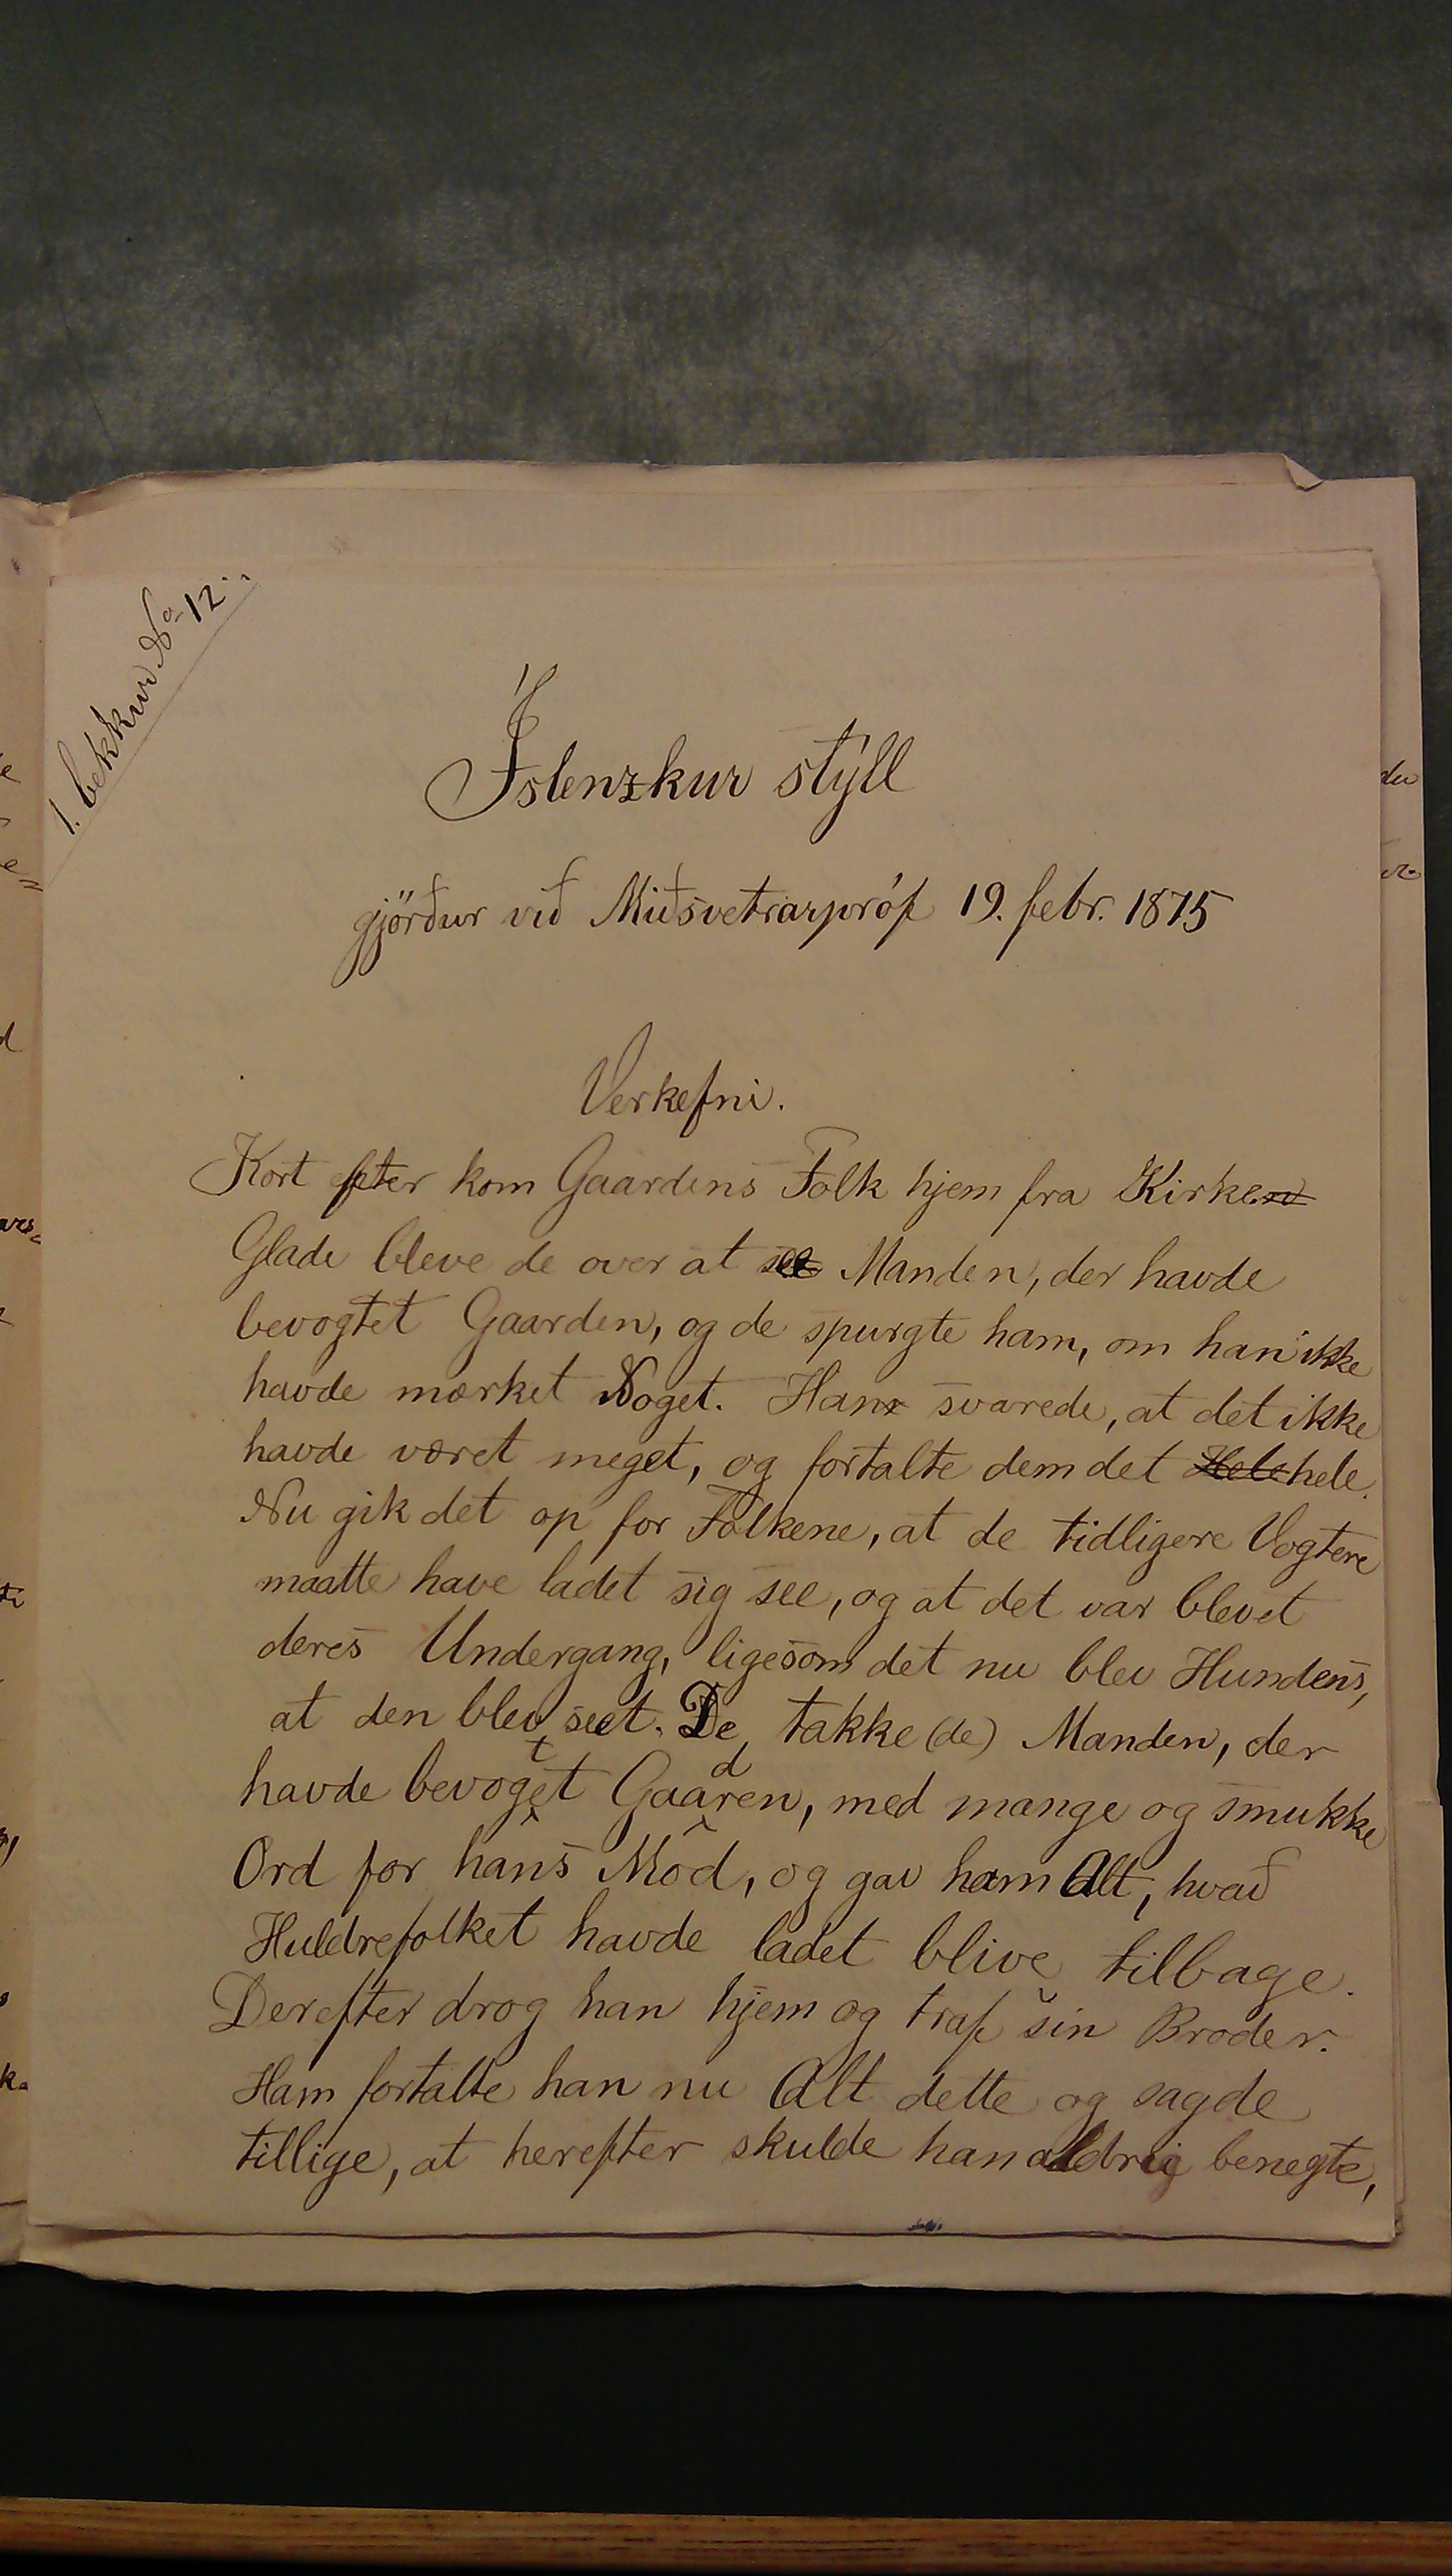 1. bekkur No 12.
Íslenzkur stýll
gjörður við Miðsvetrarpróf 19. febr. 1875
Verkefni.
Kort efter kom Gaardens Folk hjem fra Kirken
Glade bleve de over at see Manden, der havde
bevogtet Gaarden, og de spurgte ham, om han ikke
havde mærket Noget. Han svarede, at det ikke
havde været meget, og fortalte dem det Hele hele.
Nu gik det op for Folkene, at de tidligere Vogtere
maatte have ladet sig see, og at det var blevet
deres Undergang, ligesom det nu blev Hundens,
at den blev seet. De takke (de) Manden, der
havde bevogtet Gaarden, med mange og smukke
Ord for hans Mod, og gav ham Alt, hvað
Huldrefolket havde ladet blive tilbage.
Derefter drog han hjem og traf sin Broder.
Ham fortalte han nu Alt dette og sagde
tillige, at herefter skulde han aldrig benegte,